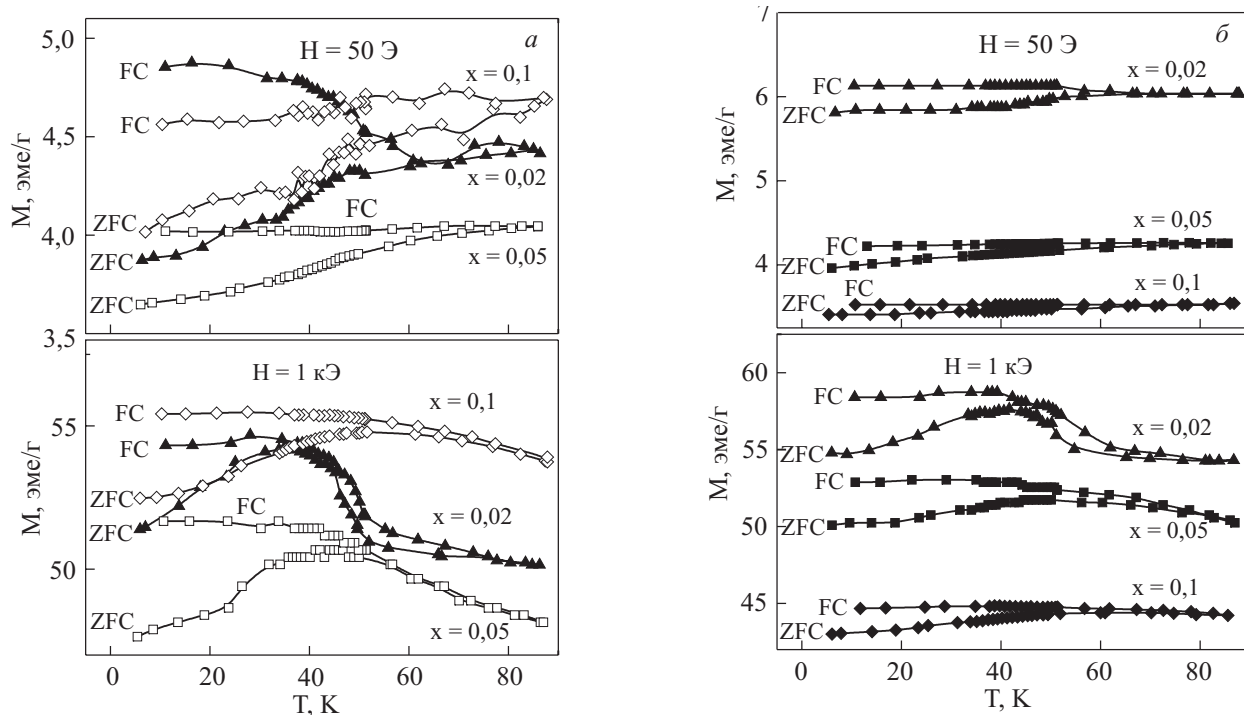 а
H = 50 Э
5,0
FC
x = 0,1
FC
4,5
M, эме/г
x = 0,02
FC
ZFC
4,0
ZFC
x = 0,05
ZFC
3,5
H = 1 кЭ
FC
x = 0,1
55
FC
M, эме/г
ZFC
FC
ZFC
x = 0,02
50
ZFC
x = 0,05
0 20 40 60 80
T, K
7
б
H = 50 Э
x = 0,02
FC
6
ZFC
M, эме/г
5
x = 0,05
FC
4
ZFC
FC
x = 0,1
ZFC
60
H = 1 кЭ
FC
M, эме/г
x = 0,02
55
ZFC
FC
50
ZFC
x = 0,05
x = 0,1
45
FC
ZFC
0 20 40 60 80
T, K